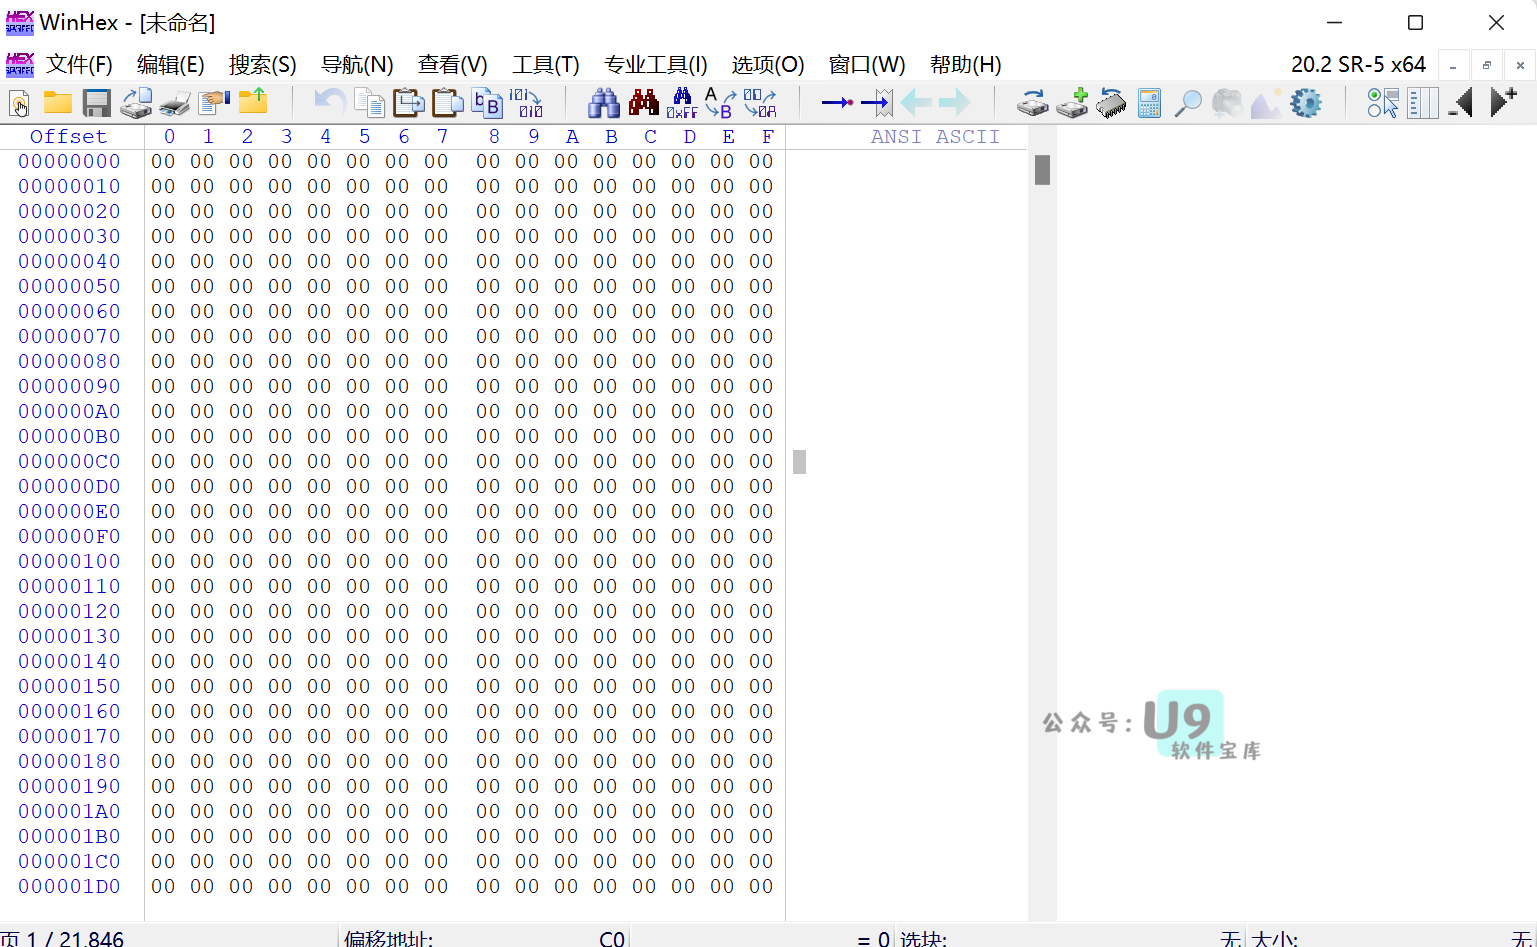 WinHex - [未命名]
文件(F) 编辑(E) 搜索(S) 导航(N) 查看(V) 工具(T) 专业工具(I) 选项(O) 窗口(W) 帮助(H) 20.2 SR-5 x64
Offset 0 1 2 3 4 5 6 7 8 9 A B C D E F ANSI ASCII
00000000 00 00 00 00 00 00 00 00 00 00 00 00 00 00 00 00
00000010 00 00 00 00 00 00 00 00 00 00 00 00 00 00 00 00
00000020 00 00 00 00 00 00 00 00 00 00 00 00 00 00 00 00
00000030 00 00 00 00 00 00 00 00 00 00 00 00 00 00 00 00
00000040 00 00 00 00 00 00 00 00 00 00 00 00 00 00 00 00
00000050 00 00 00 00 00 00 00 00 00 00 00 00 00 00 00 00
00000060 00 00 00 00 00 00 00 00 00 00 00 00 00 00 00 00
00000070 00 00 00 00 00 00 00 00 00 00 00 00 00 00 00 00
00000080 00 00 00 00 00 00 00 00 00 00 00 00 00 00 00 00
00000090 00 00 00 00 00 00 00 00 00 00 00 00 00 00 00 00
000000A0 00 00 00 00 00 00 00 00 00 00 00 00 00 00 00 00
000000B0 00 00 00 00 00 00 00 00 00 00 00 00 00 00 00 00
000000C0 00 00 00 00 00 00 00 00 00 00 00 00 00 00 00 00
000000D0 00 00 00 00 00 00 00 00 00 00 00 00 00 00 00 00
000000E0 00 00 00 00 00 00 00 00 00 00 00 00 00 00 00 00
000000F0 00 00 00 00 00 00 00 00 00 00 00 00 00 00 00 00
00000100 00 00 00 00 00 00 00 00 00 00 00 00 00 00 00 00
00000110 00 00 00 00 00 00 00 00 00 00 00 00 00 00 00 00
00000120 00 00 00 00 00 00 00 00 00 00 00 00 00 00 00 00
00000130 00 00 00 00 00 00 00 00 00 00 00 00 00 00 00 00
00000140 00 00 00 00 00 00 00 00 00 00 00 00 00 00 00 00
00000150 00 00 00 00 00 00 00 00 00 00 00 00 00 00 00 00
00000160 00 00 00 00 00 00 00 00 00 00 00 00 00 00 00 00
00000170 00 00 00 00 00 00 00 00 00 00 00 00 00 00 00 00
00000180 00 00 00 00 00 00 00 00 00 00 00 00 00 00 00 00
00000190 00 00 00 00 00 00 00 00 00 00 00 00 00 00 00 00
000001A0 00 00 00 00 00 00 00 00 00 00 00 00 00 00 00 00
000001B0 00 00 00 00 00 00 00 00 00 00 00 00 00 00 00 00
000001C0 00 00 00 00 00 00 00 00 00 00 00 00 00 00 00 00
000001D0 00 00 00 00 00 00 00 00 00 00 00 00 00 00 00 00
公众号: U9
软件宝库
页 1 / 21,846 偏移地址: C0 = 0 选块: 无 大小: 无